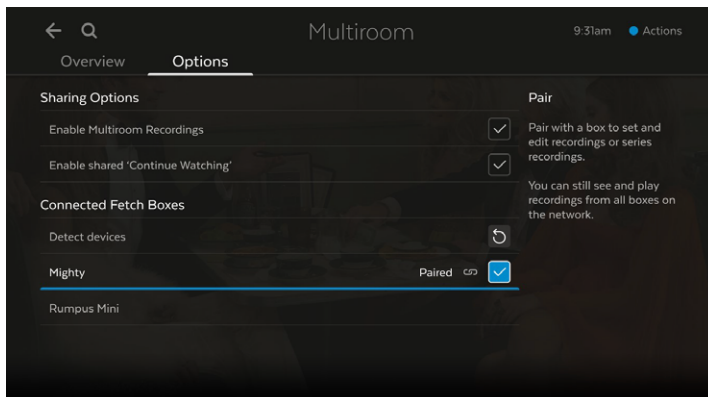 Multiroom
9:31am
Actions
Overview
Options
Sharing Options
Enable Multiroom Recordings
Enable shared 'Continue Watching'
Connected Fetch Boxes
Detect devices
Mighty
Paired
Rumpus Mini
Pair
Pair with a box to set and
edit recordings or series
recordings.
You can still see and play
recordings from all boxes on
the network.